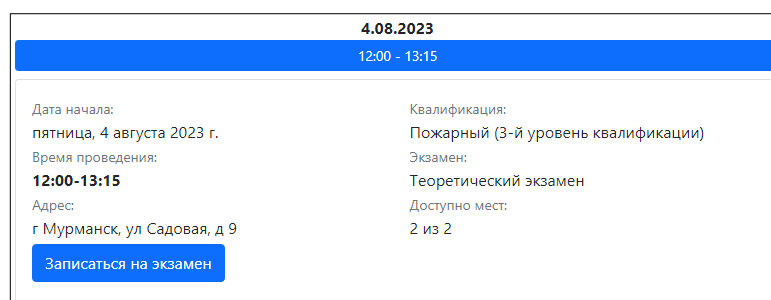 4.08.2023
12:00 - 13:15
Дата начала:
пятница, 4 августа 2023 г.
Время проведения:
12:00-13:15
Адрес:
г Мурманск, ул Садовая, д 9
Записаться на экзамен
Квалификация:
Пожарный (3-й уровень квалификации)
Экзамен:
Теоретический экзамен
Доступно мест:
2 из 2